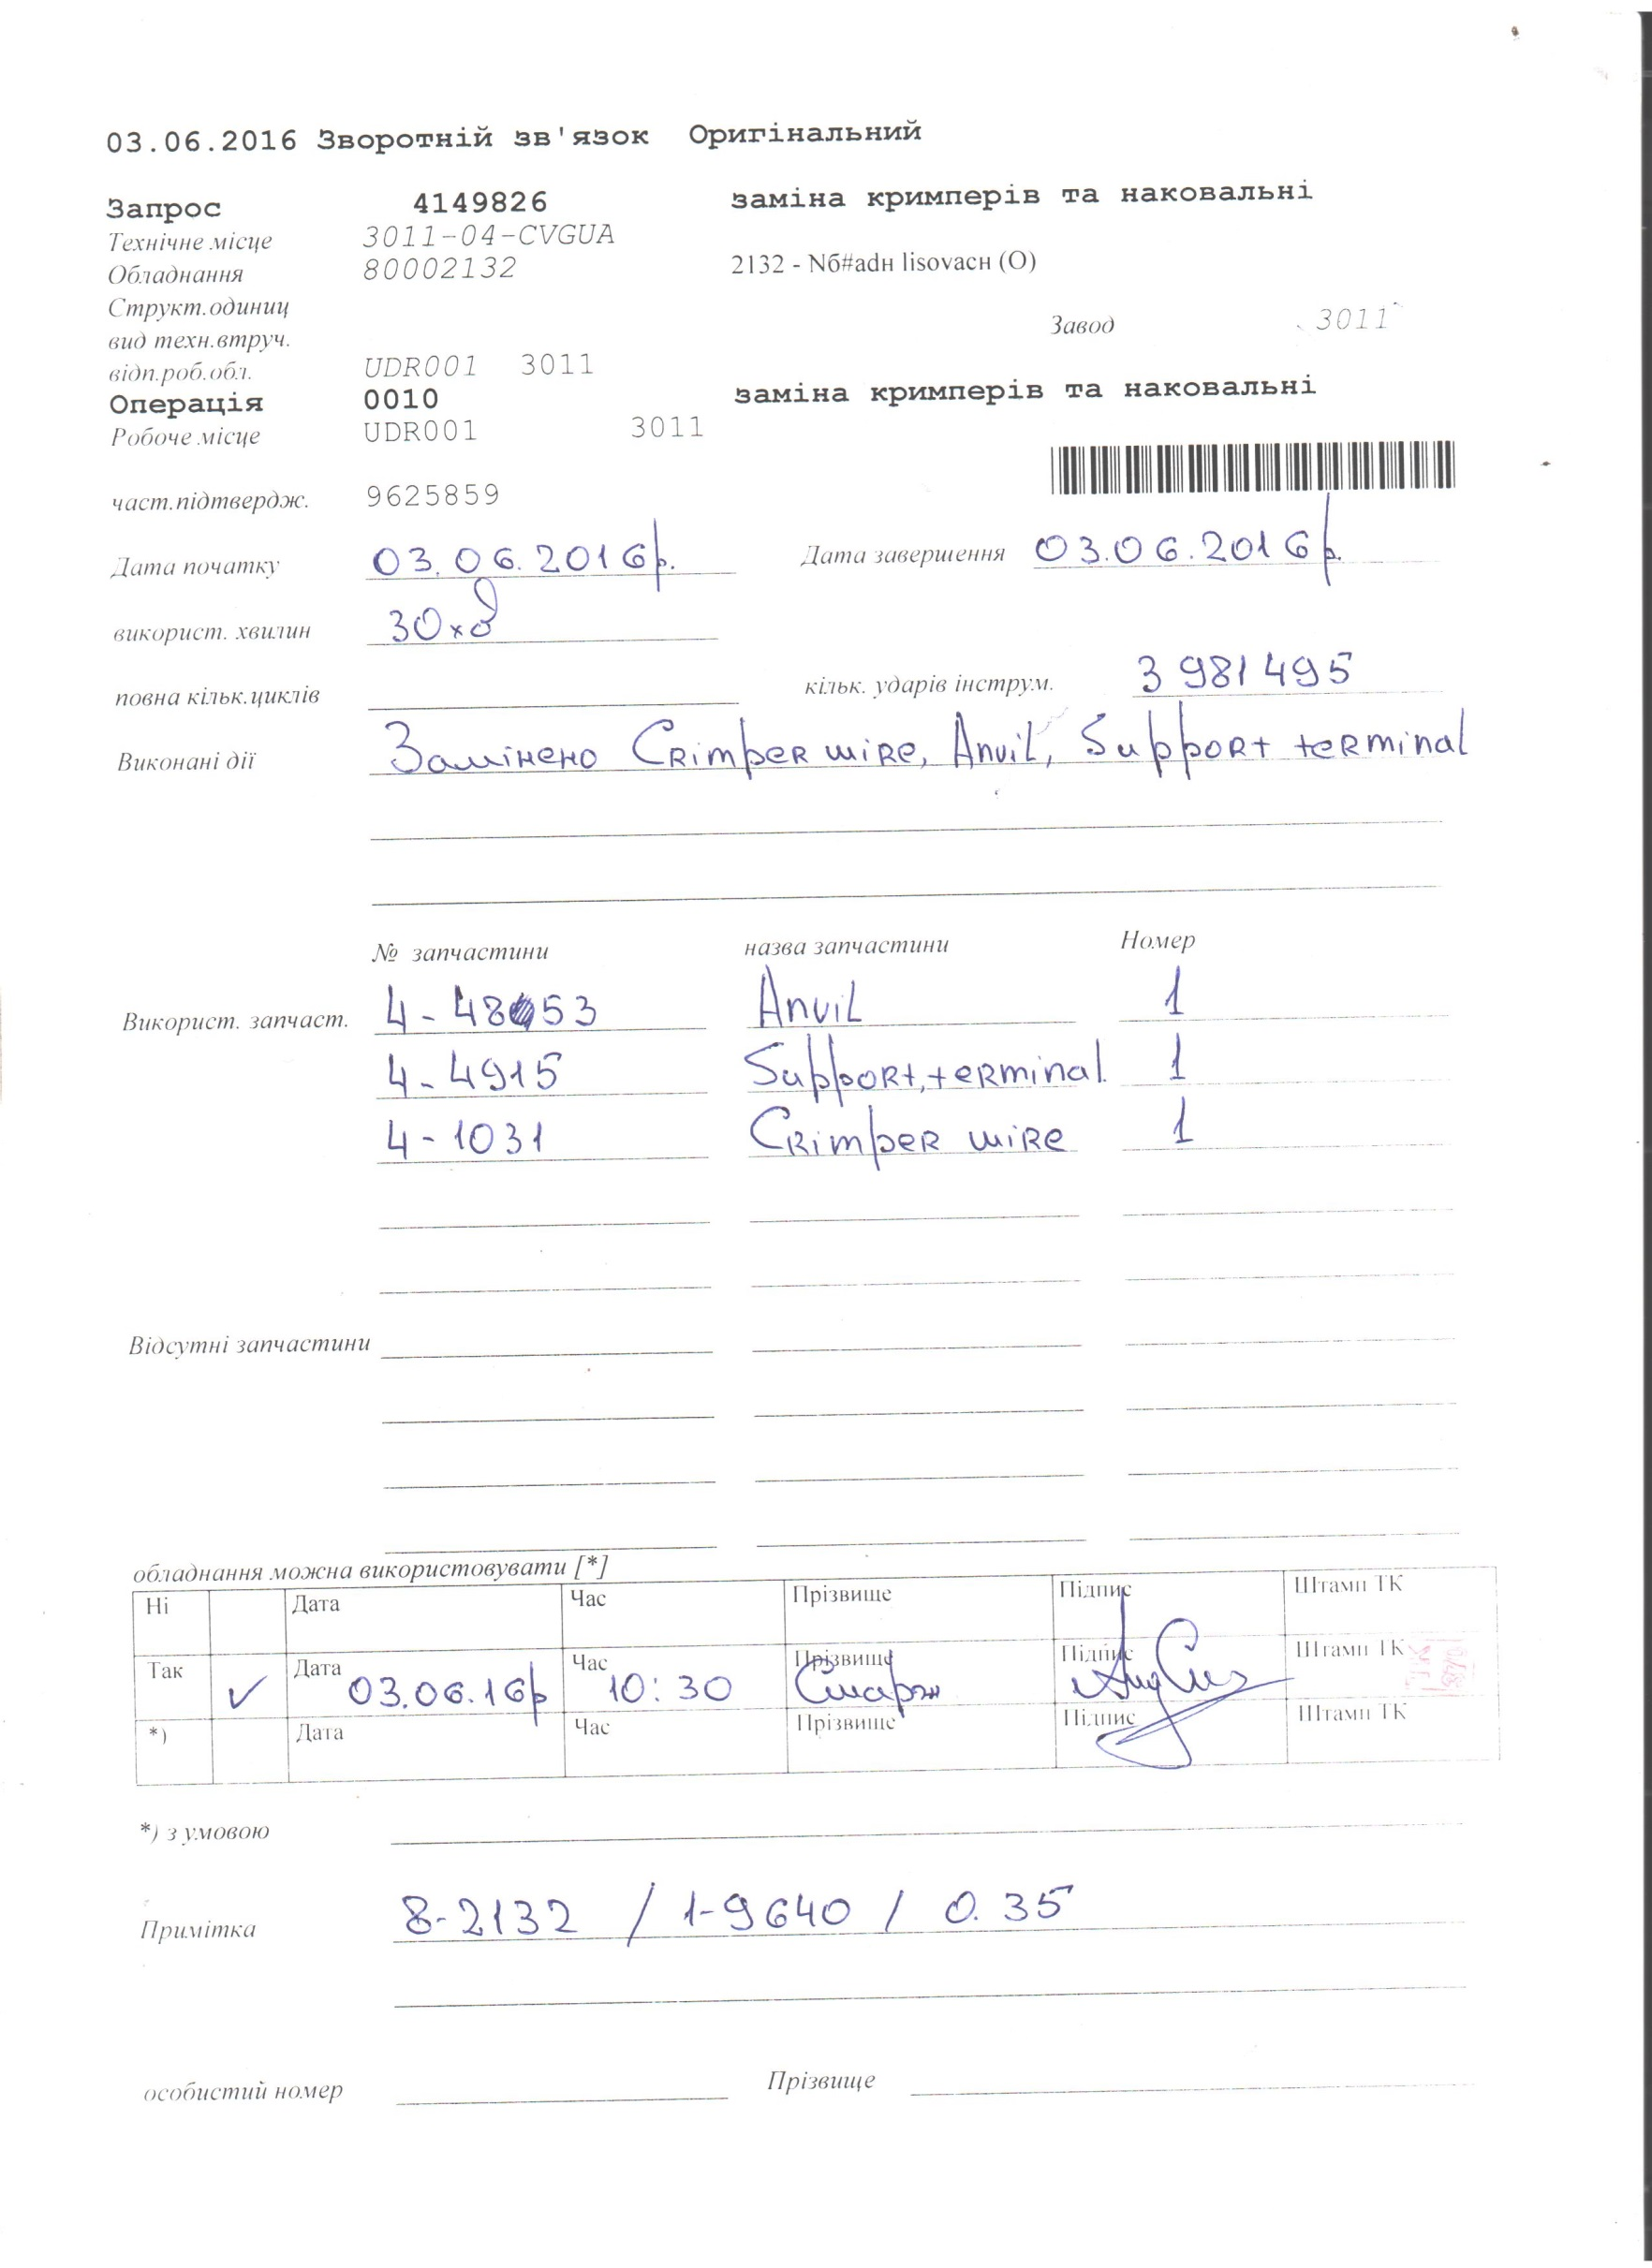 03.06.2016 Зворотній зв'язок Оригінальний
Запрос 4149826 заміна кримперів та наковальні
Технічне місце 3011-04-CVGUA
Обладнання 80002132 2132 - Nб#adн lisovacн (O)
Структ.одиниц
вид техн.втруч. Завод 3011
відп.роб.обл. UDR001 3011
Операція 0010 заміна кримперів та наковальні
Робоче місце UDR001 3011
част.підтвердж. 9625859
Дата початку 03.06.2016р. Дата завершення 03.06.2016р.
використ. хвилин 30хв
повна кільк.циклів кільк. ударів інструм. 3 981 495
Виконані дії Замінено Crimper wire, Anvil, Support terminal
№ запчастини назва запчастини Номер
Використ. запчаст. 4-4853 Anvil 1
4-4915 Support, terminal 1
4-1031 Crimper wire 1
Відсутні запчастини
обладнання можна використовувати [*]
Ні Дата Час Прізвище Підпис Штамп ТК
Так ✓ Дата 03.06.16р Час 10:30 Прізвище Підпис Штамп ТК
*) Дата Час Прізвище Підпис Штамп ТК
*) з умовою
Примітка 8-2132 / 1-9640 / 0.35
особистий номер Прізвище